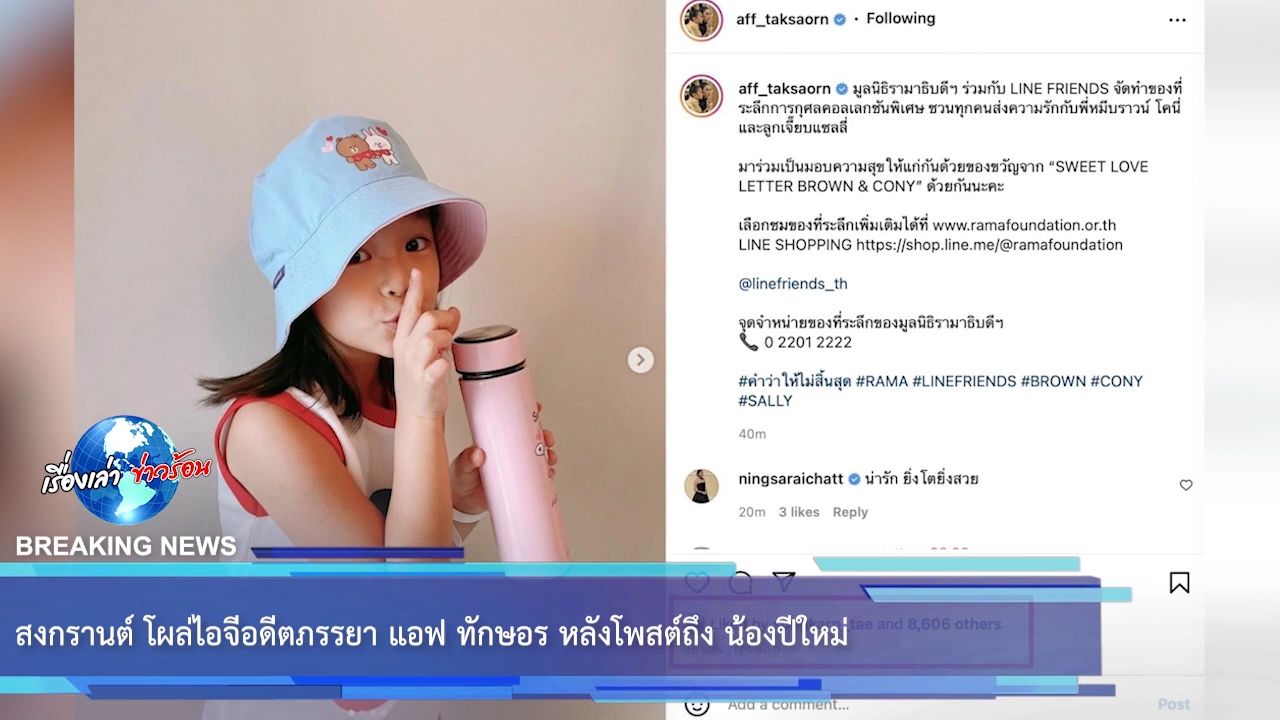 aff_taksaorn • Following
aff_taksaorn มูลนิธิรามาธิบดีฯ ร่วมกับ LINE FRIENDS จัดทำของที่
ระลึกการกุศลคอลเลกชันพิเศษ ชวนทุกคนส่งความรักกับพี่หมีบราวน์ โคนี่
และลูกเจี๊ยบแซลลี่
มาร่วมเป็นมอบความสุขให้แก่กันด้วยของขวัญจาก “SWEET LOVE
LETTER BROWN & CONY” ด้วยกันนะคะ
เลือกชมของที่ระลึกเพิ่มเติมได้ที่ www.ramafoundation.or.th
LINE SHOPPING https://shop.line.me/@ramafoundation
@linefriends_th
จุดจำหน่ายของที่ระลึกของมูลนิธิรามาธิบดีฯ
0 2201 2222
#คำว่าให้ไม่สิ้นสุด #RAMA #LINEFRIENDS #BROWN #CONY
#SALLY
40m
ningsaraichatt น่ารัก ยิ่งโตยิ่งสวย
20m 3 likes Reply
เรื่องเล่า ข่าวร้อน
BREAKING NEWS
สงกรานต์ โผล่ไอจีอดีตภรรยา แอฟ ทักษอร หลังโพสต์ถึง น้องปีใหม่
Liked by and 8,606 others
Add a comment... Post